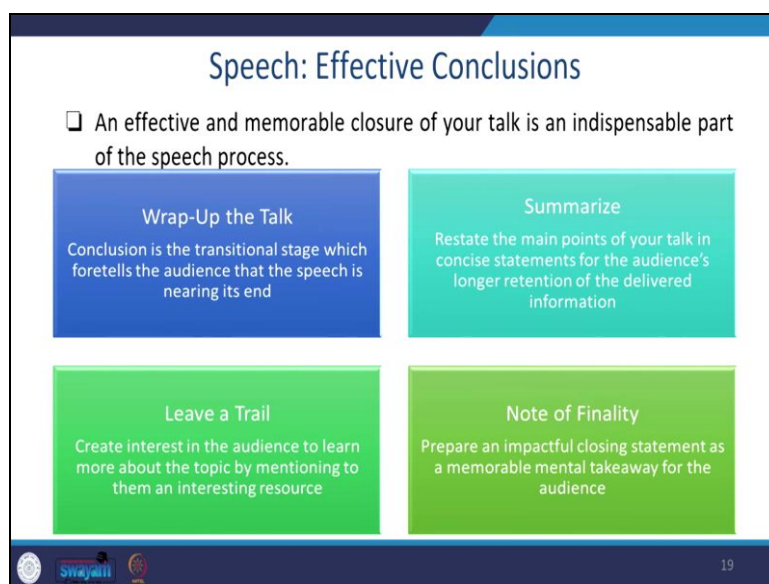 Speech: Effective Conclusions
❑ An effective and memorable closure of your talk is an indispensable part
of the speech process.
Wrap-Up the Talk
Conclusion is the transitional stage which
foretells the audience that the speech is
nearing its end
Summarize
Restate the main points of your talk in
concise statements for the audience's
longer retention of the delivered
information
Leave a Trail
Create interest in the audience to learn
more about the topic by mentioning to
them an interesting resource
Note of Finality
Prepare an impactful closing statement as
a memorable mental takeaway for the
audience
swayam
19